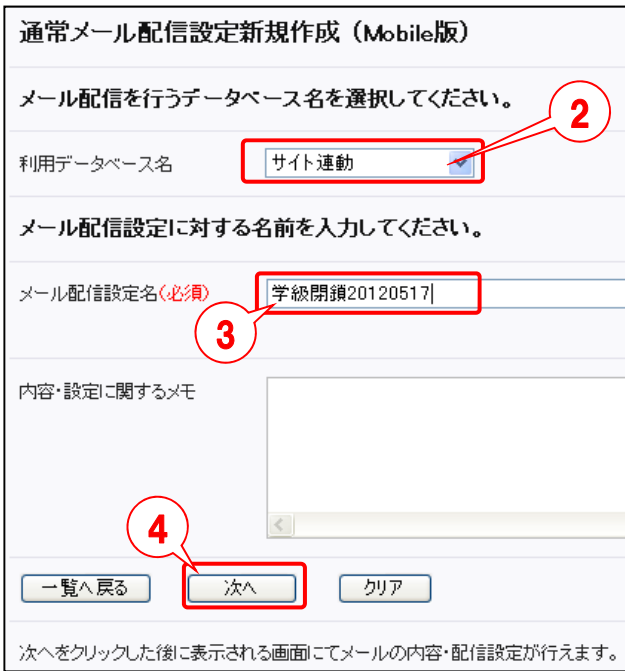 通常メール配信設定新規作成（Mobile版）
メール配信を行うデータベース名を選択してください。
2
利用データベース名 サイト連動
メール配信設定に対する名前を入力してください。
メール配信設定名(必須) 学級閉鎖20120517
3
内容・設定に関するメモ
4
一覧へ戻る 次へ クリア
次へをクリックした後に表示される画面にてメールの内容・配信設定が行えます。